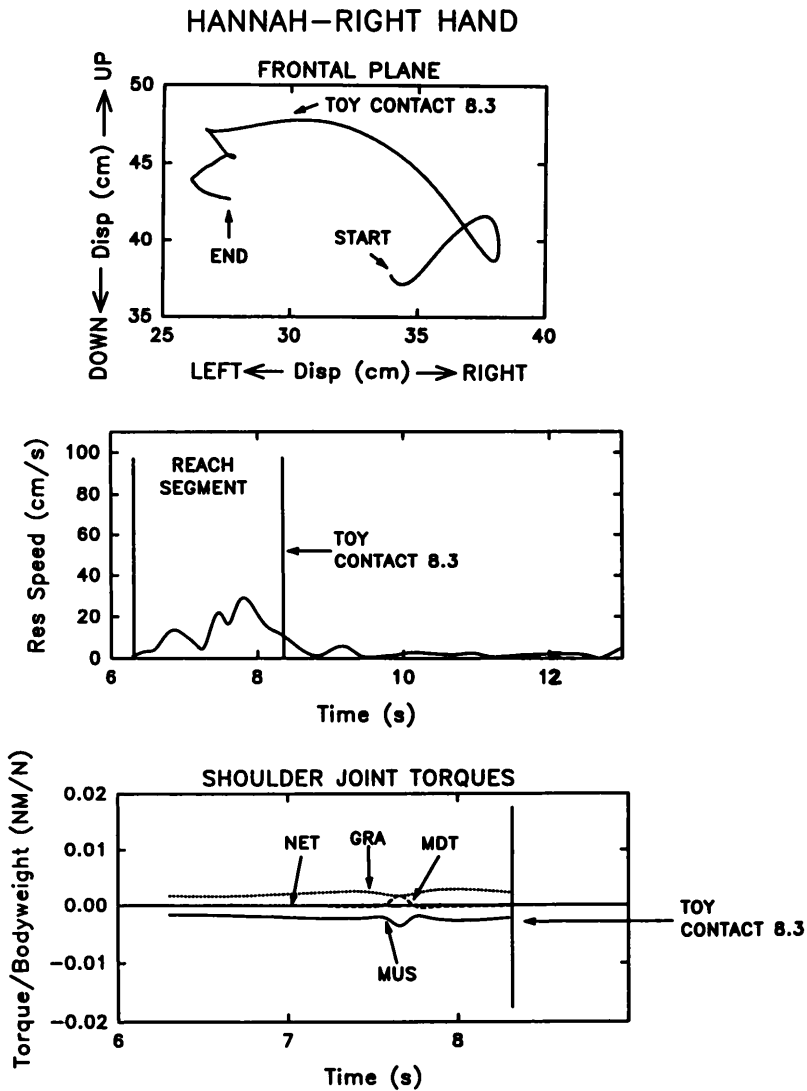 HANNAH-RIGHT HAND
FRONTAL PLANE
DOWN ← Disp (cm) → UP
50
45
40
35
TOY CONTACT 8.3
START
END
25 30 35 40
LEFT ← Disp (cm) → RIGHT
Res Speed (cm/s)
100
80
60
40
20
0
REACH
SEGMENT
TOY
CONTACT 8.3
6 8 10 12
Time (s)
SHOULDER JOINT TORQUES
Torque/Bodyweight (NM/N)
0.02
0.01
0.00
-0.01
-0.02
NET GRA MDT
MUS
TOY
CONTACT 8.3
6 7 8
Time (s)